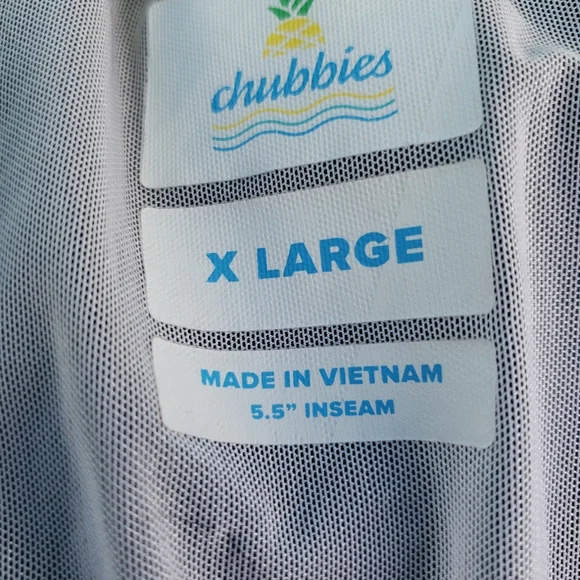 chubbies
X LARGE
MADE IN VIETNAM
5.5” INSEAM